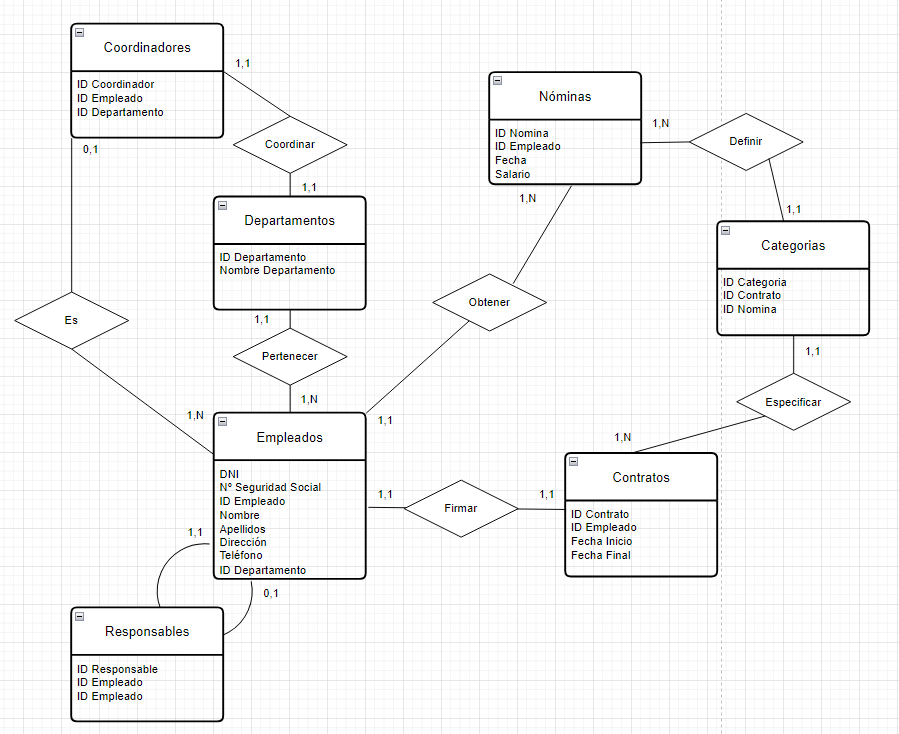 Coordinadores
ID Coordinador
ID Empleado
ID Departamento
1,1
0,1
Coordinar
1,1
Departamentos
ID Departamento
Nombre Departamento
1,1
Pertenecer
1,N
Es
1,N
Empleados
DNI
Nº Seguridad Social
ID Empleado
Nombre
Apellidos
Dirección
Teléfono
ID Departamento
1,1
0,1
Responsables
ID Responsable
ID Empleado
ID Empleado
Nóminas
ID Nomina
ID Empleado
Fecha
Salario
1,N
1,N
Obtener
1,1
Definir
1,1
Categorias
ID Categoria
ID Contrato
ID Nomina
1,1
Especificar
1,N
1,1
Firmar
1,1
Contratos
ID Contrato
ID Empleado
Fecha Inicio
Fecha Final